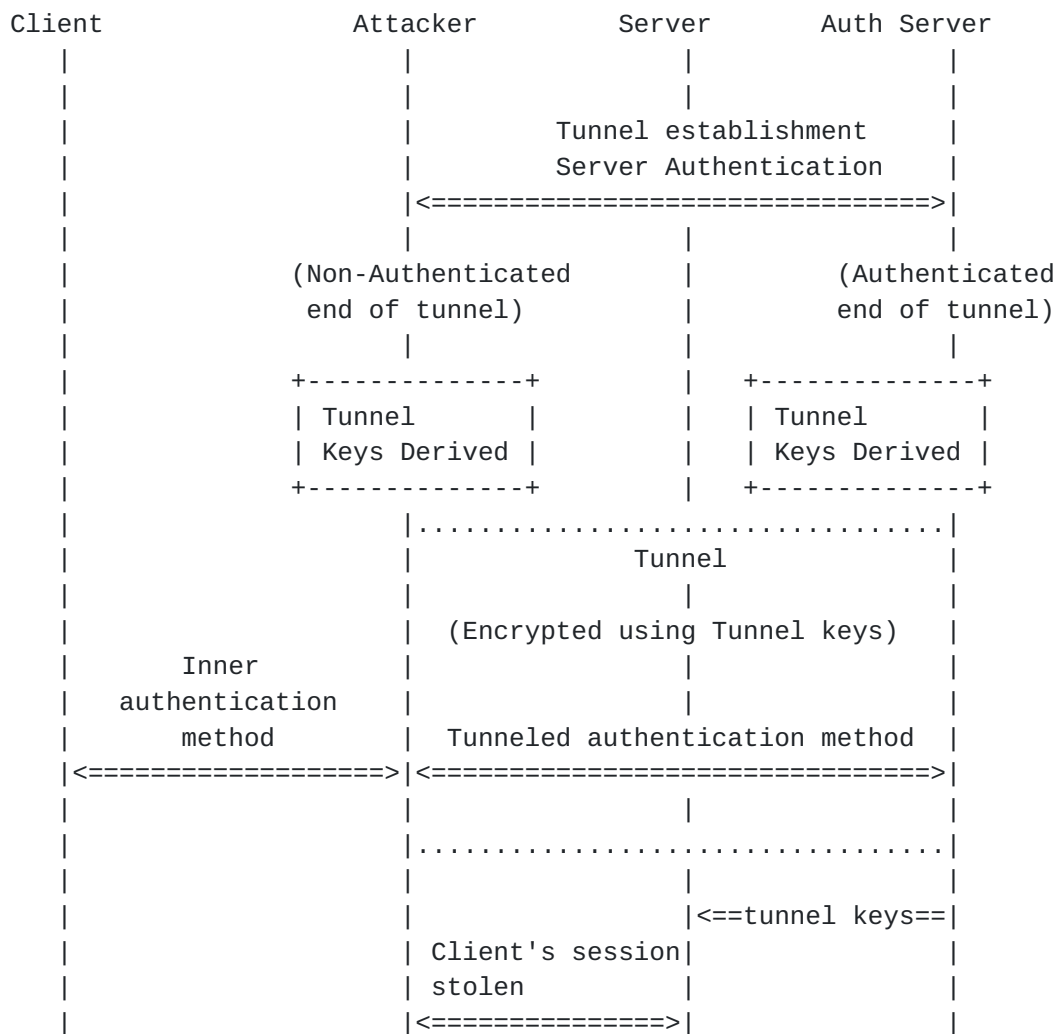 Client Attacker Server Auth Server
Tunnel establishment
Server Authentication
<================================>
(Non-Authenticated (Authenticated
end of tunnel) end of tunnel)
Tunnel Tunnel
Keys Derived Keys Derived
Tunnel
(Encrypted using Tunnel keys)
Inner
authentication
method Tunneled authentication method
<===================> <================================>
<==tunnel keys==
Client's session
stolen
<===============>